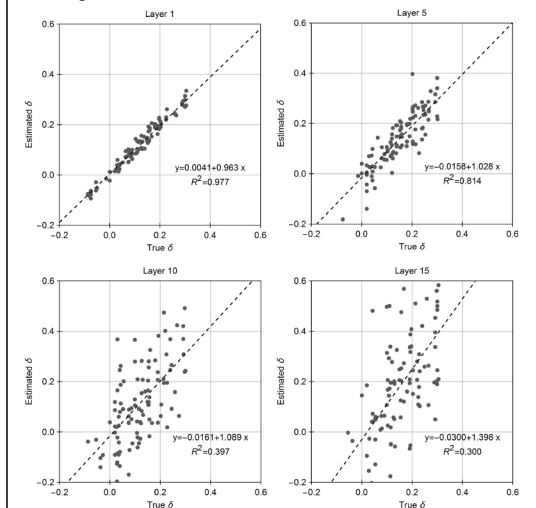 Layer 1
0.6
0.4
0.2
0.0
−0.2
Estimated δ
y=0.0041+0.963 x
R²=0.977
−0.2 0.0 0.2 0.4 0.6
True δ
Layer 5
0.6
0.4
0.2
0.0
−0.2
Estimated δ
y=−0.0158+1.028 x
R²=0.814
−0.2 0.0 0.2 0.4 0.6
True δ
Layer 10
0.6
0.4
0.2
0.0
−0.2
Estimated δ
y=−0.0161+1.089 x
R²=0.397
−0.2 0.0 0.2 0.4 0.6
True δ
Layer 15
0.6
0.4
0.2
0.0
−0.2
Estimated δ
y=−0.0300+1.398 x
R²=0.300
−0.2 0.0 0.2 0.4 0.6
True δ